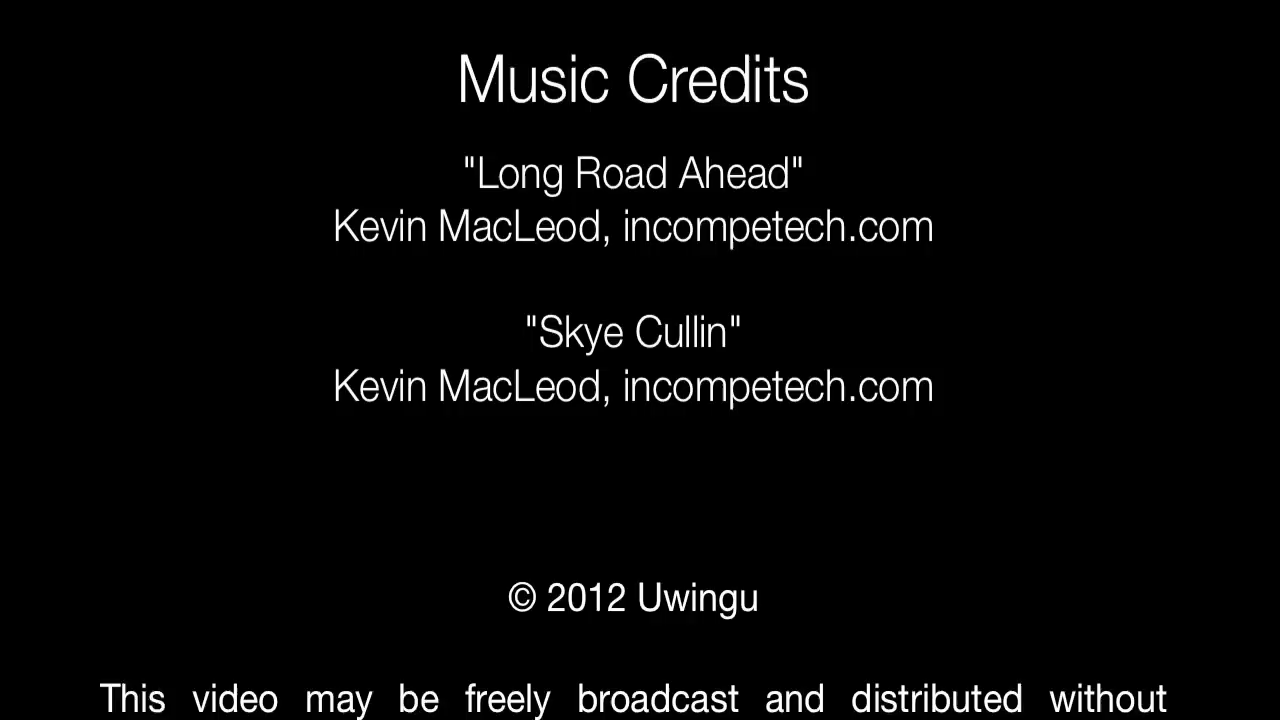 Music Credits
"Long Road Ahead"
Kevin MacLeod, incompetech.com
"Skye Cullin"
Kevin MacLeod, incompetech.com
© 2012 Uwingu
This video may be freely broadcast and distributed without